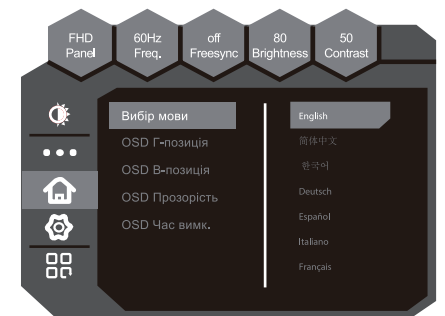 FHD
Panel
60Hz
Freq.
off
Freesync
80
Brightness
50
Contrast
Вибір мови
OSD Г-позиція
OSD В-позиція
OSD Прозорість
OSD Час вимк.
English
简体中文
한국어
Deutsch
Español
Italiano
Français